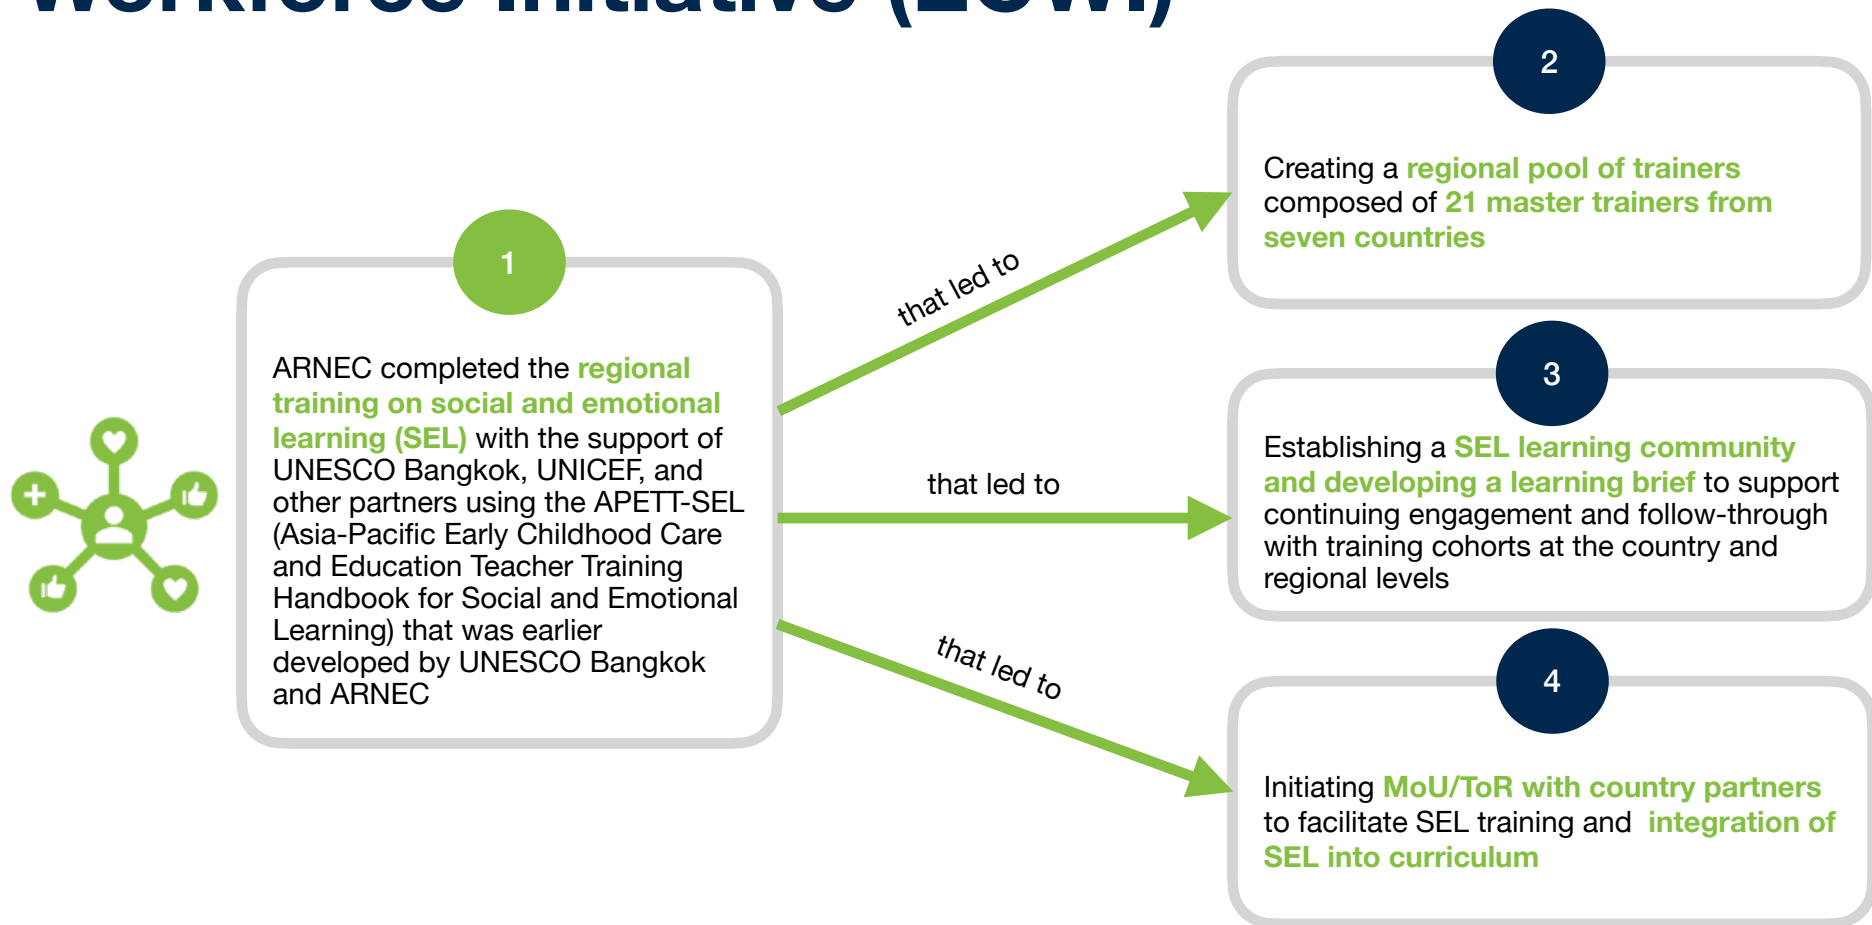 Workforce Initiative (ECWI)
1
ARNEC completed the regional
training on social and emotional
learning (SEL) with the support of
UNESCO Bangkok, UNICEF, and
other partners using the APETT-SEL
(Asia-Pacific Early Childhood Care
and Education Teacher Training
Handbook for Social and Emotional
Learning) that was earlier
developed by UNESCO Bangkok
and ARNEC
that led to
2
Creating a regional pool of trainers
composed of 21 master trainers from
seven countries
that led to
3
Establishing a SEL learning community
and developing a learning brief to support
continuing engagement and follow-through
with training cohorts at the country and
regional levels
that led to
4
Initiating MoU/ToR with country partners
to facilitate SEL training and  integration of
SEL into curriculum